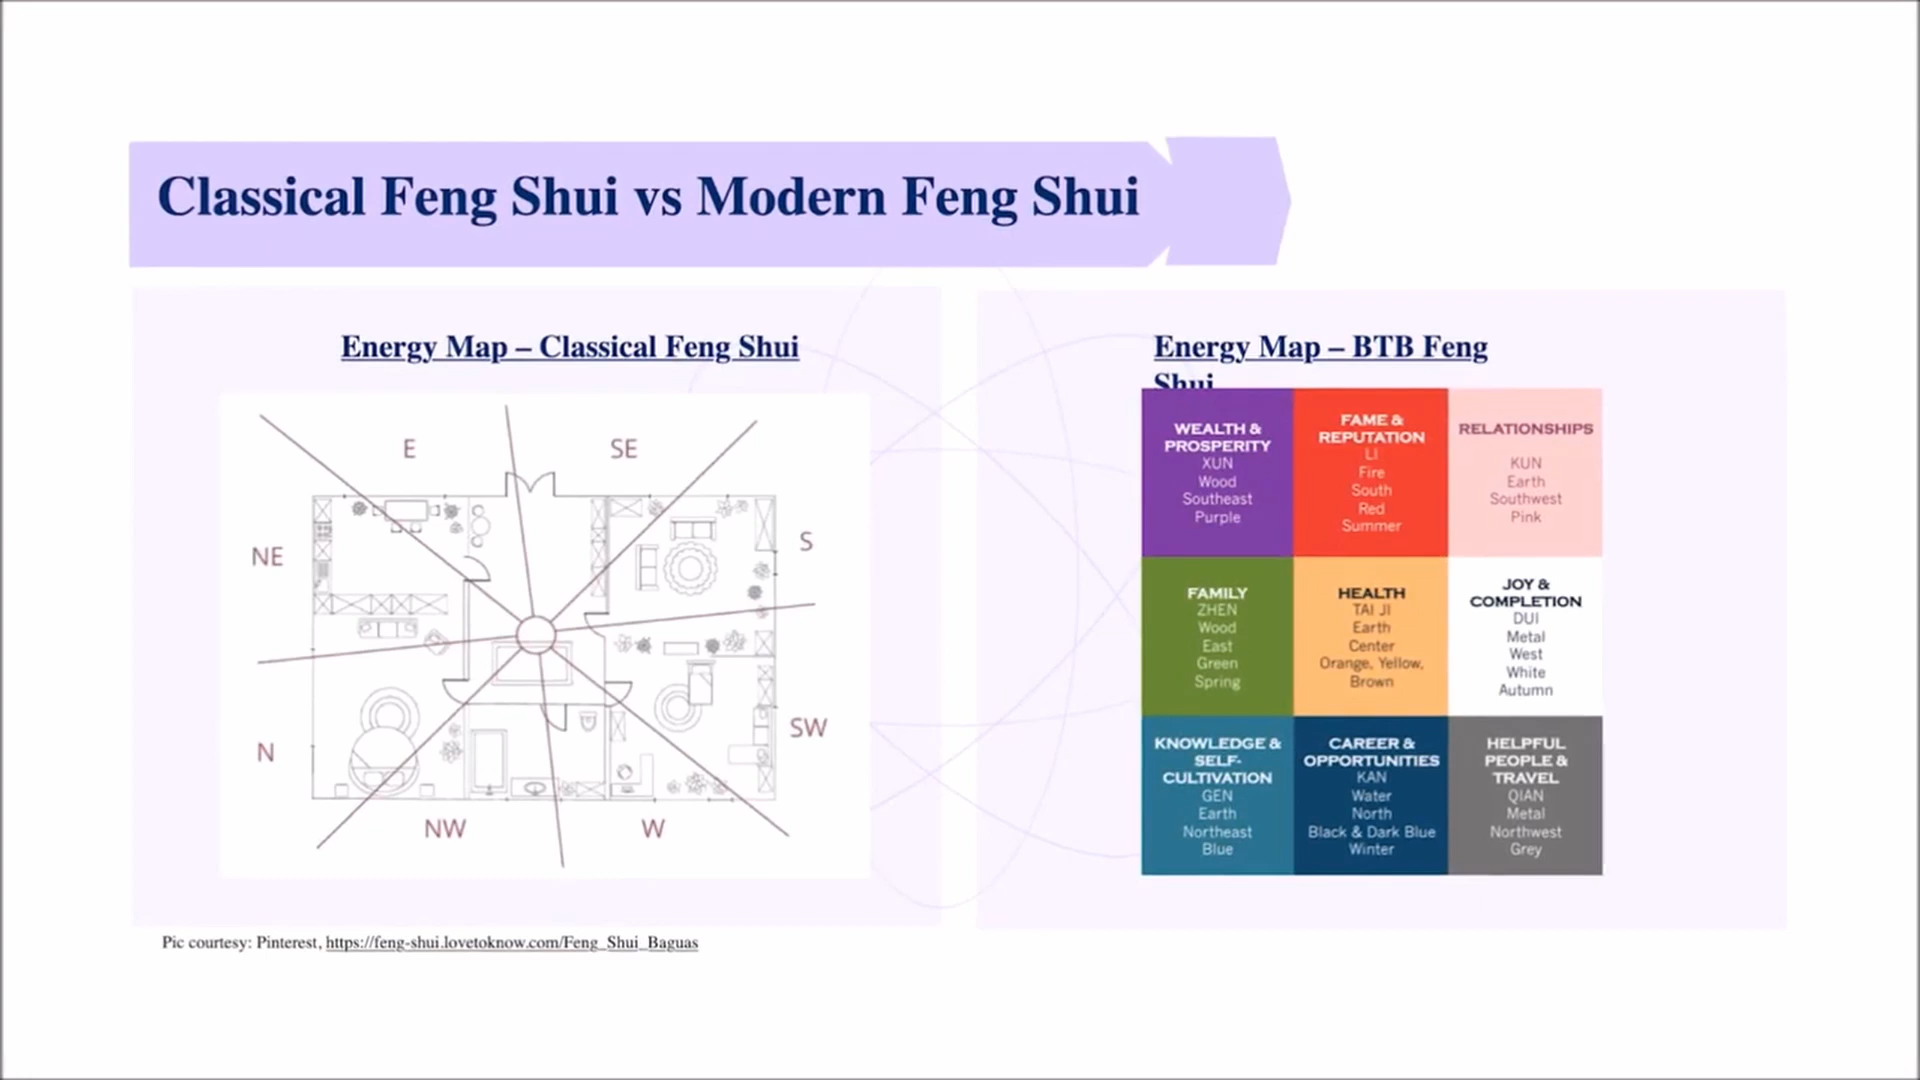 Classical Feng Shui vs Modern Feng Shui
Energy Map – Classical Feng Shui
E
SE
NE
S
N
SW
NW
W
Energy Map – BTB Feng
Shui
WEALTH &
PROSPERITY
XUN
Wood
Southeast
Purple
FAME &
REPUTATION
LI
Fire
South
Red
Summer
RELATIONSHIPS
KUN
Earth
Southwest
Pink
FAMILY
ZHEN
Wood
East
Green
Spring
HEALTH
TAI JI
Earth
Center
Orange, Yellow,
Brown
JOY &
COMPLETION
DUI
Metal
West
White
Autumn
KNOWLEDGE &
SELF-
CULTIVATION
GEN
Earth
Northeast
Blue
CAREER &
OPPORTUNITIES
KAN
Water
North
Black & Dark Blue
Winter
HELPFUL
PEOPLE &
TRAVEL
QIAN
Metal
Northwest
Grey
Pic courtesy: Pinterest, https://feng-shui.lovetoknow.com/Feng_Shui_Baguas